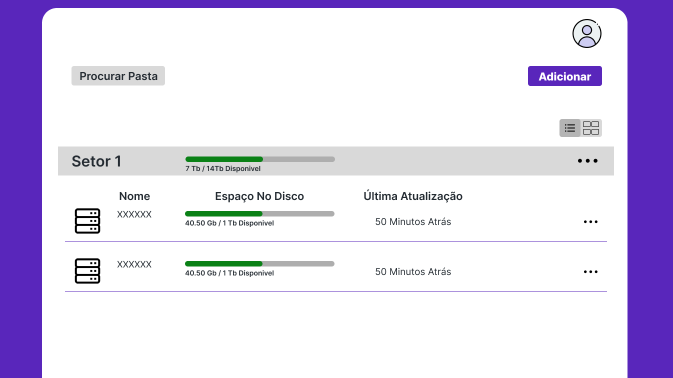 Procurar Pasta
Adicionar
Setor 1
7 Tb / 14Tb Disponivel
Nome Espaço No Disco Última Atualização
XXXXXX
40.50 Gb / 1 Tb Disponivel
50 Minutos Atrás
XXXXXX
40.50 Gb / 1 Tb Disponivel
50 Minutos Atrás